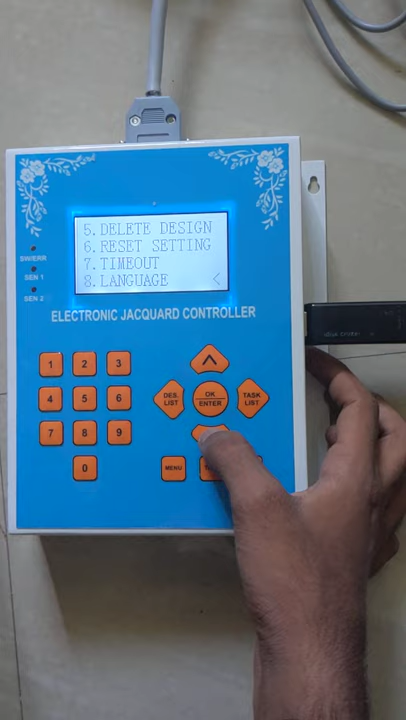 5.DELETE DESIGN
6.RESET SETTING
7.TIMEOUT
8.LANGUAGE <
SW/ERR
SEN 1
SEN 2
ELECTRONIC JACQUARD CONTROLLER
1 2 3
4 5 6
7 8 9
0
DES. LIST
OK
ENTER
TASK LIST
MENU